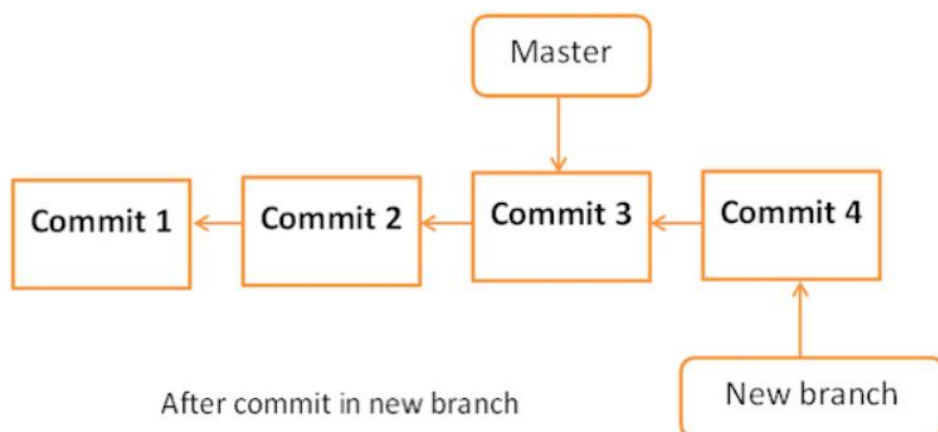 Master
Commit 1
Commit 2
Commit 3
Commit 4
After commit in new branch
New branch